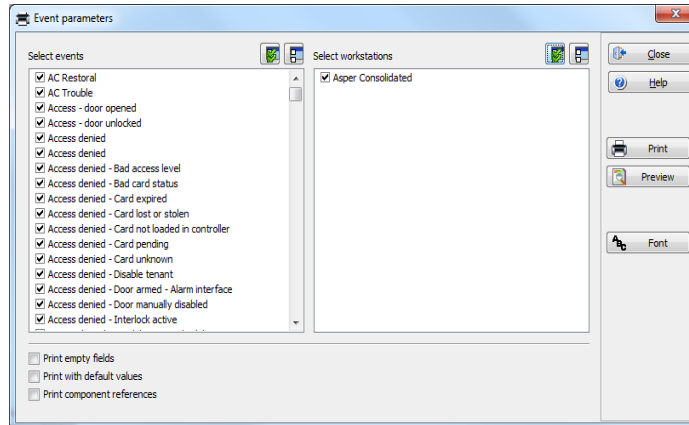 Event parameters
x
Select events
Select workstations
AC Restoral
AC Trouble
Access - door opened
Access - door unlocked
Access denied
Access denied
Access denied - Bad access level
Access denied - Bad card status
Access denied - Card expired
Access denied - Card lost or stolen
Access denied - Card not loaded in controller
Access denied - Card pending
Access denied - Card unknown
Access denied - Disable tenant
Access denied - Door armed - Alarm interface
Access denied - Door manually disabled
Access denied - Interlock active
Asper Consolidated
Print empty fields
Print with default values
Print component references
Close
Help
Print
Preview
ABC
Font